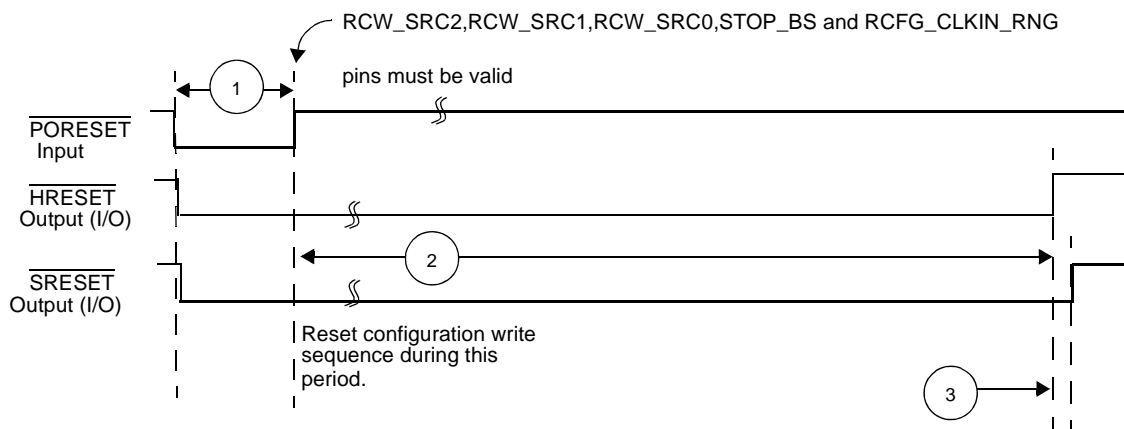 RCW_SRC2,RCW_SRC1,RCW_SRC0,STOP_BS and RCFG_CLKIN_RNG
pins must be valid
1
PORESET
Input
HRESET
Output (I/O)
2
SRESET
Output (I/O)
Reset configuration write
sequence during this
period.
3